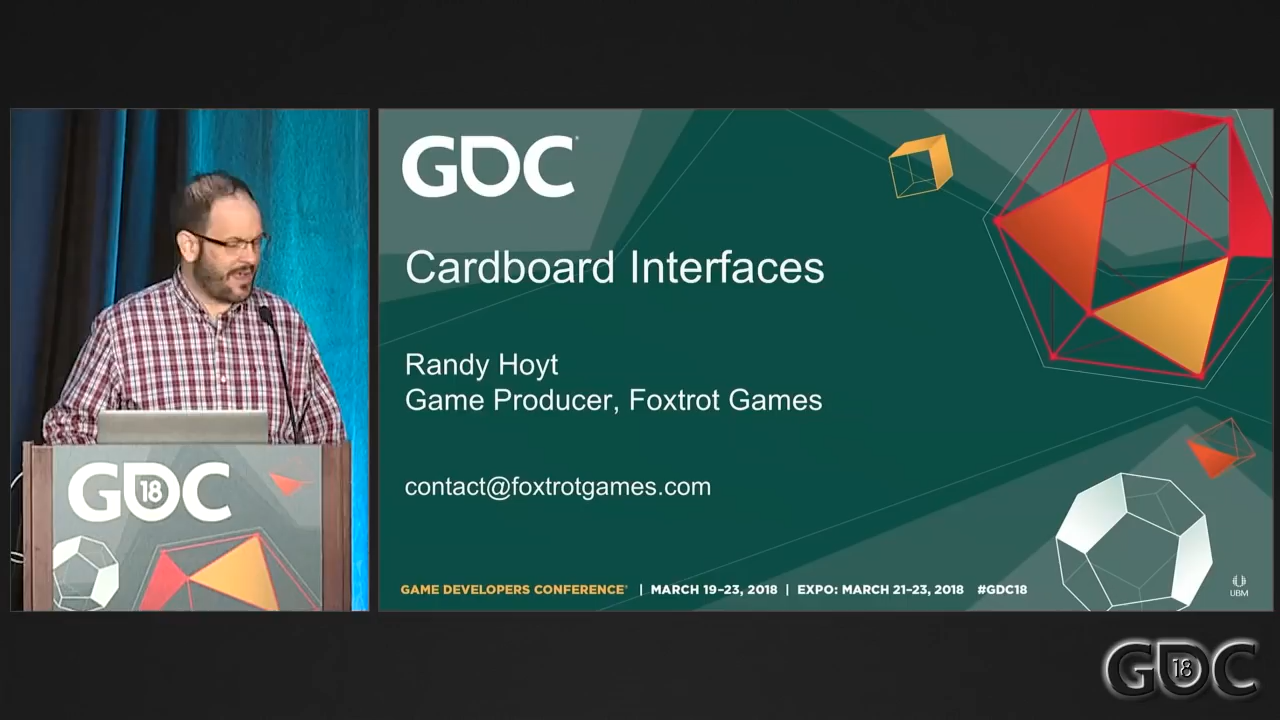 GDC
Cardboard Interfaces
Randy Hoyt
Game Producer, Foxtrot Games
contact@foxtrotgames.com
GAME DEVELOPERS CONFERENCE® | MARCH 19–23, 2018 | EXPO: MARCH 21–23, 2018 #GDC18
UBM
GDC 18
GDC 18